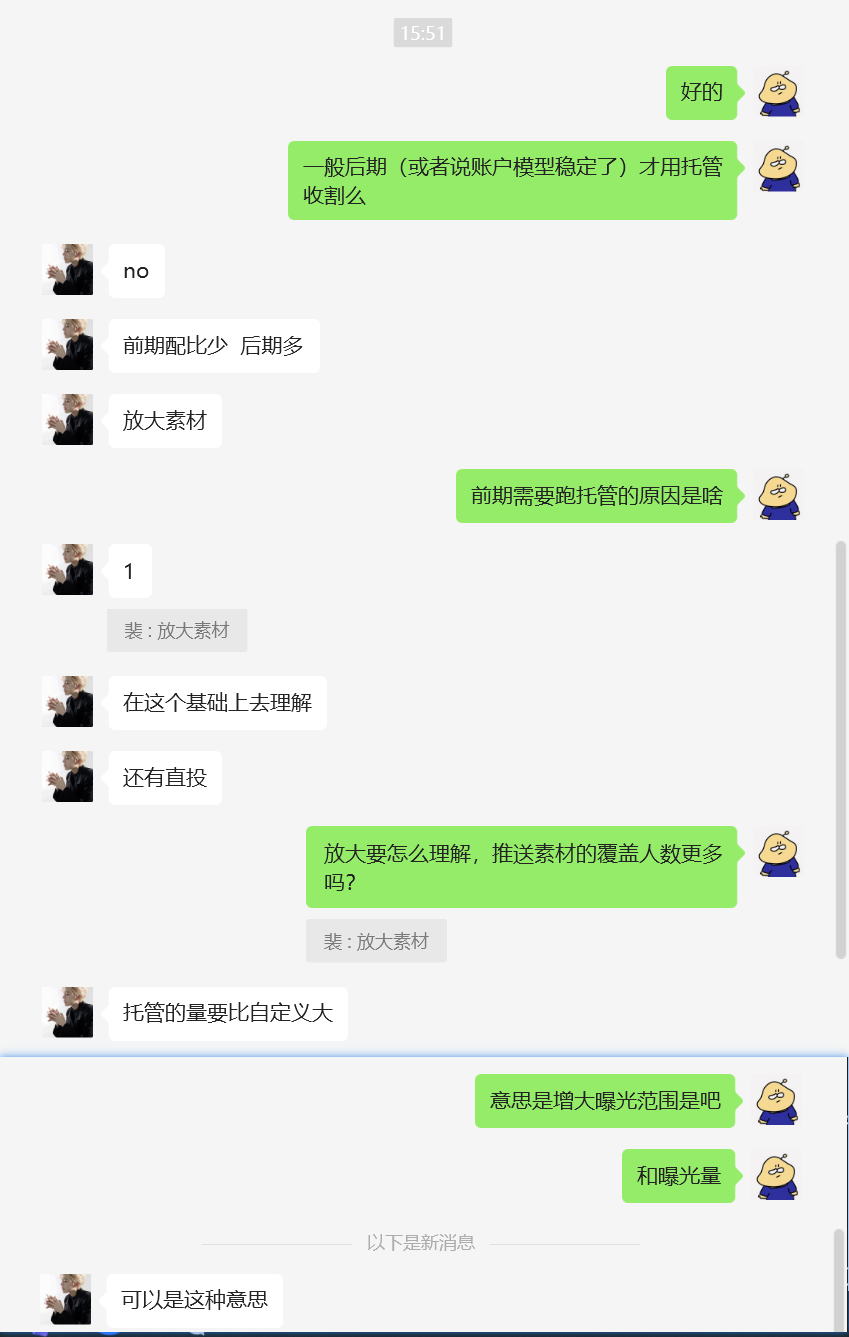 15:51
好的
一般后期（或者说账户模型稳定了）才用托管
收割么
no
前期配比少  后期多
放大素材
前期需要跑托管的原因是啥
1
裴 : 放大素材
在这个基础上去理解
还有直投
放大要怎么理解，推送素材的覆盖人数更多
吗？
裴 : 放大素材
托管的量要比自定义大
意思是增大曝光范围是吧
和曝光量
以下是新消息
可以是这种意思